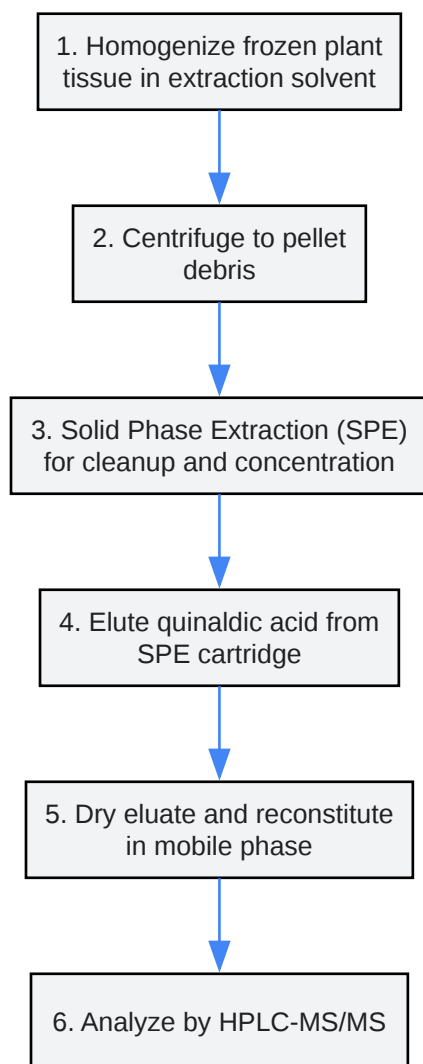 1. Homogenize frozen plant
tissue in extraction solvent
2. Centrifuge to pellet
debris
3. Solid Phase Extraction (SPE)
for cleanup and concentration
4. Elute quinaldic acid from
SPE cartridge
5. Dry eluate and reconstitute
in mobile phase
6. Analyze by HPLC-MS/MS